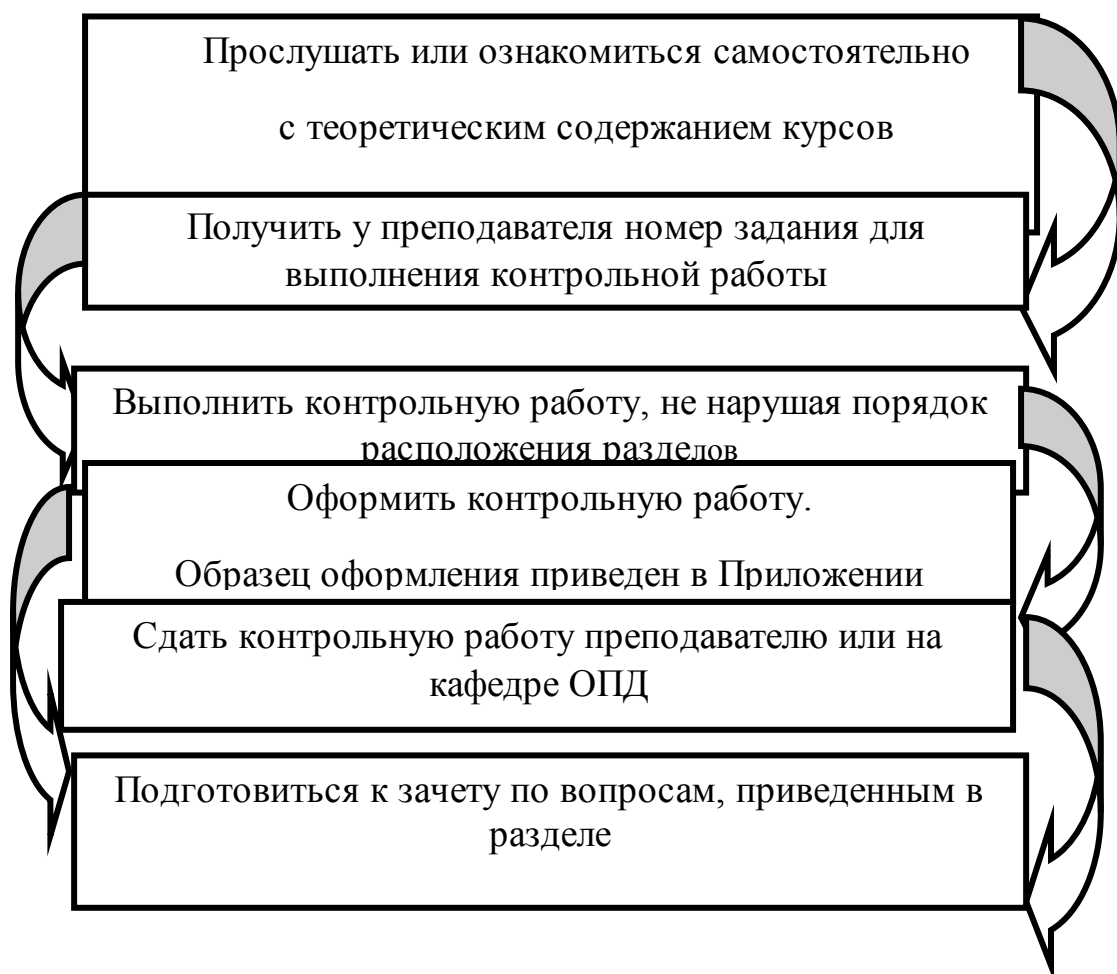 Прослушать или ознакомиться самостоятельно
с теоретическим содержанием курсов
Получить у преподавателя номер задания для
выполнения контрольной работы
Выполнить контрольную работу, не нарушая порядок
расположения разделов
Оформить контрольную работу.
Образец оформления приведен в Приложении
Сдать контрольную работу преподавателю или на
кафедре ОПД
Подготовиться к зачету по вопросам, приведенным в
разделе